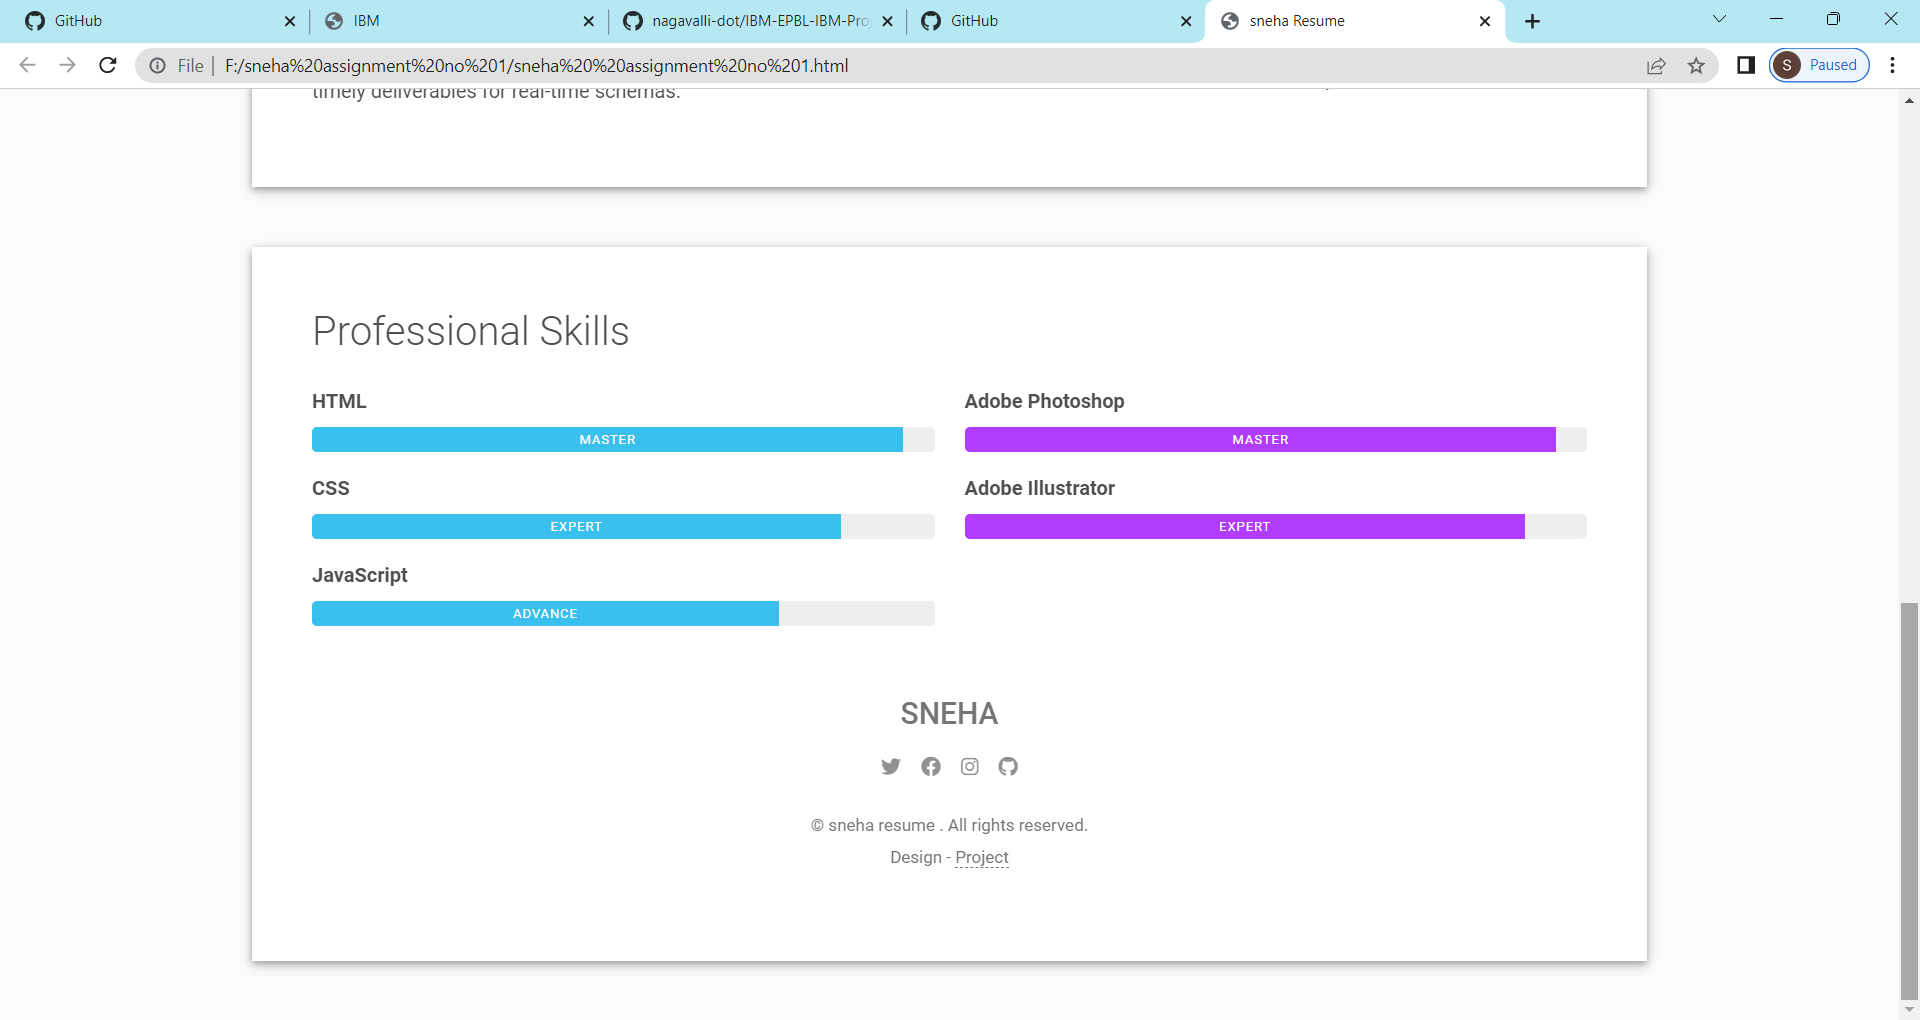 GitHub
IBM
nagavalli-dot/IBM-EPBL-IBM-Pro
GitHub
sneha Resume
File
F:/sneha%20assignment%20no%201/sneha%20%20assignment%20no%201.html
S
Paused
timely deliverables for real-time schemas.
Professional Skills
HTML
MASTER
Adobe Photoshop
MASTER
CSS
EXPERT
Adobe Illustrator
EXPERT
JavaScript
ADVANCE
SNEHA
© sneha resume . All rights reserved.
Design - Project